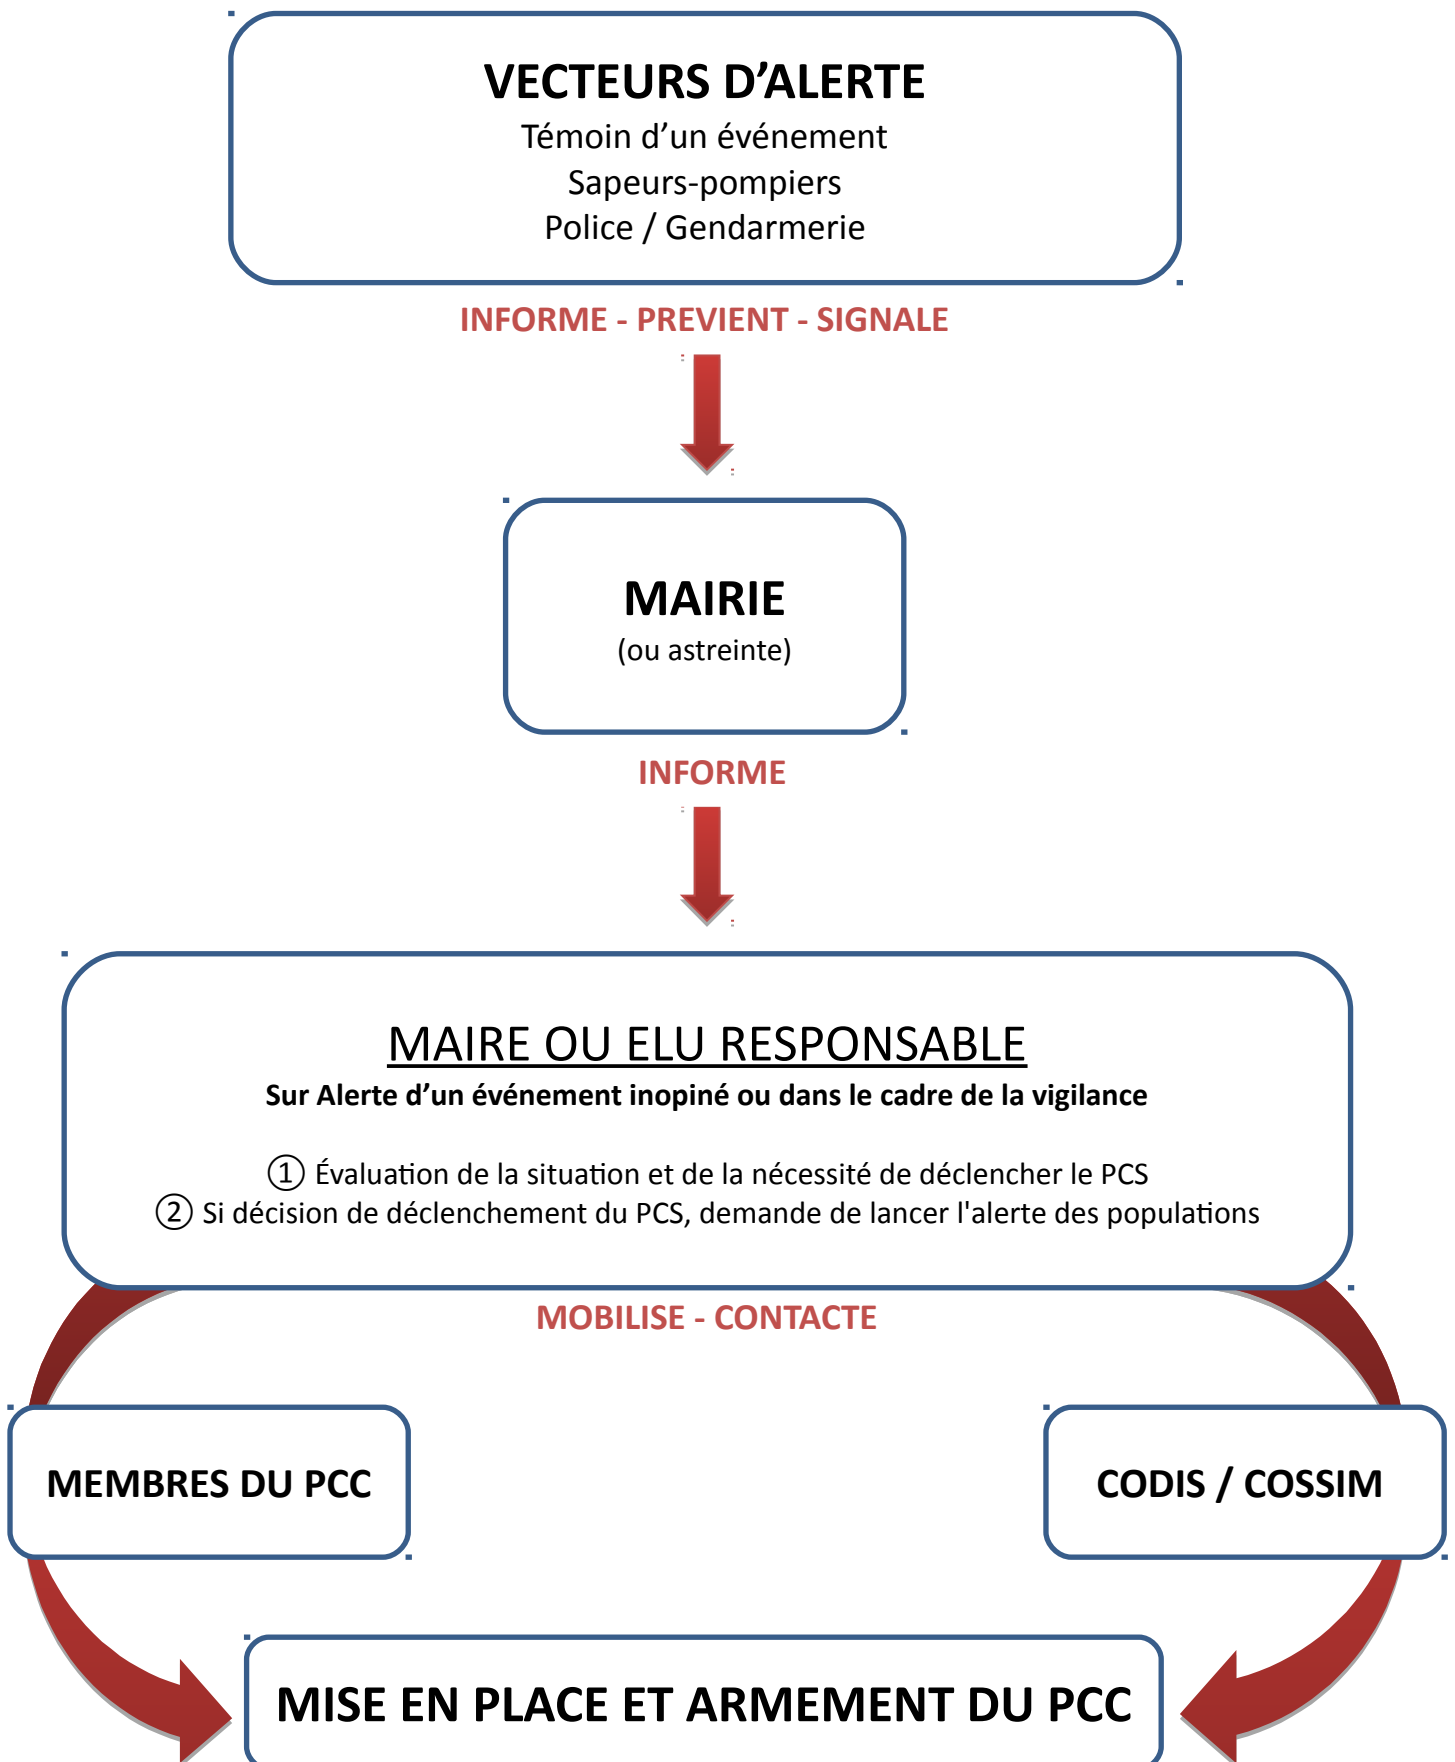 VECTEURS D’ALERTE
Témoin d’un événement
Sapeurs-pompiers
Police / Gendarmerie
INFORME - PREVIENT - SIGNALE
MAIRIE
(ou astreinte)
INFORME
MAIRE OU ELU RESPONSABLE
Sur Alerte d’un événement inopiné ou dans le cadre de la vigilance
① Évaluation de la situation et de la nécessité de déclencher le PCS
② Si décision de déclenchement du PCS, demande de lancer l'alerte des populations
MOBILISE - CONTACTE
MEMBRES DU PCC
CODIS / COSSIM
MISE EN PLACE ET ARMEMENT DU PCC